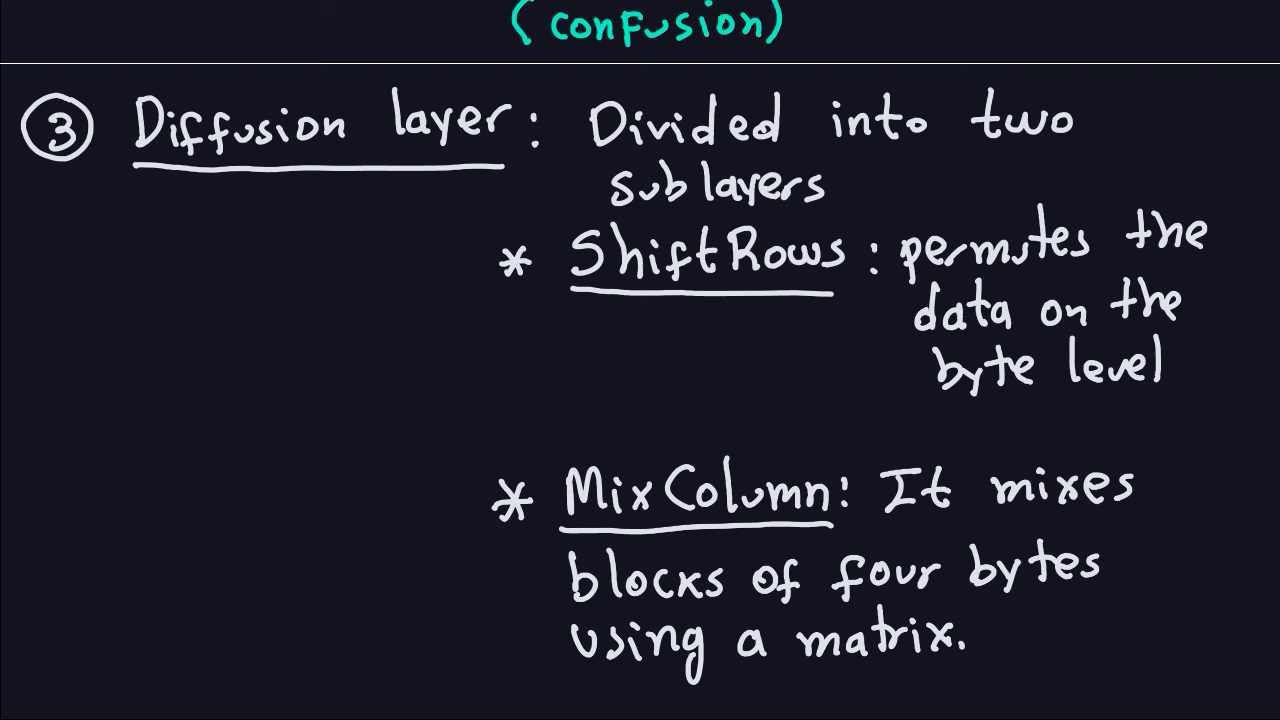 (confusion)
③ Diffusion layer: Divided into two
sublayers
* ShiftRows: permutes the
data on the
byte level
* MixColumn: It mixes
blocks of four bytes
using a matrix.